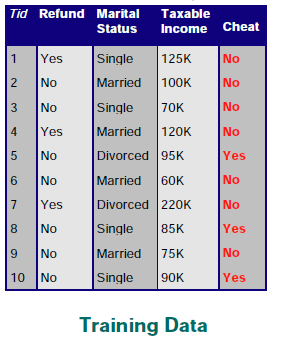 Tid Refund Marital Status Taxable Income Cheat
1 Yes Single 125K No
2 No Married 100K No
3 No Single 70K No
4 Yes Married 120K No
5 No Divorced 95K Yes
6 No Married 60K No
7 Yes Divorced 220K No
8 No Single 85K Yes
9 No Married 75K No
10 No Single 90K Yes
Training Data